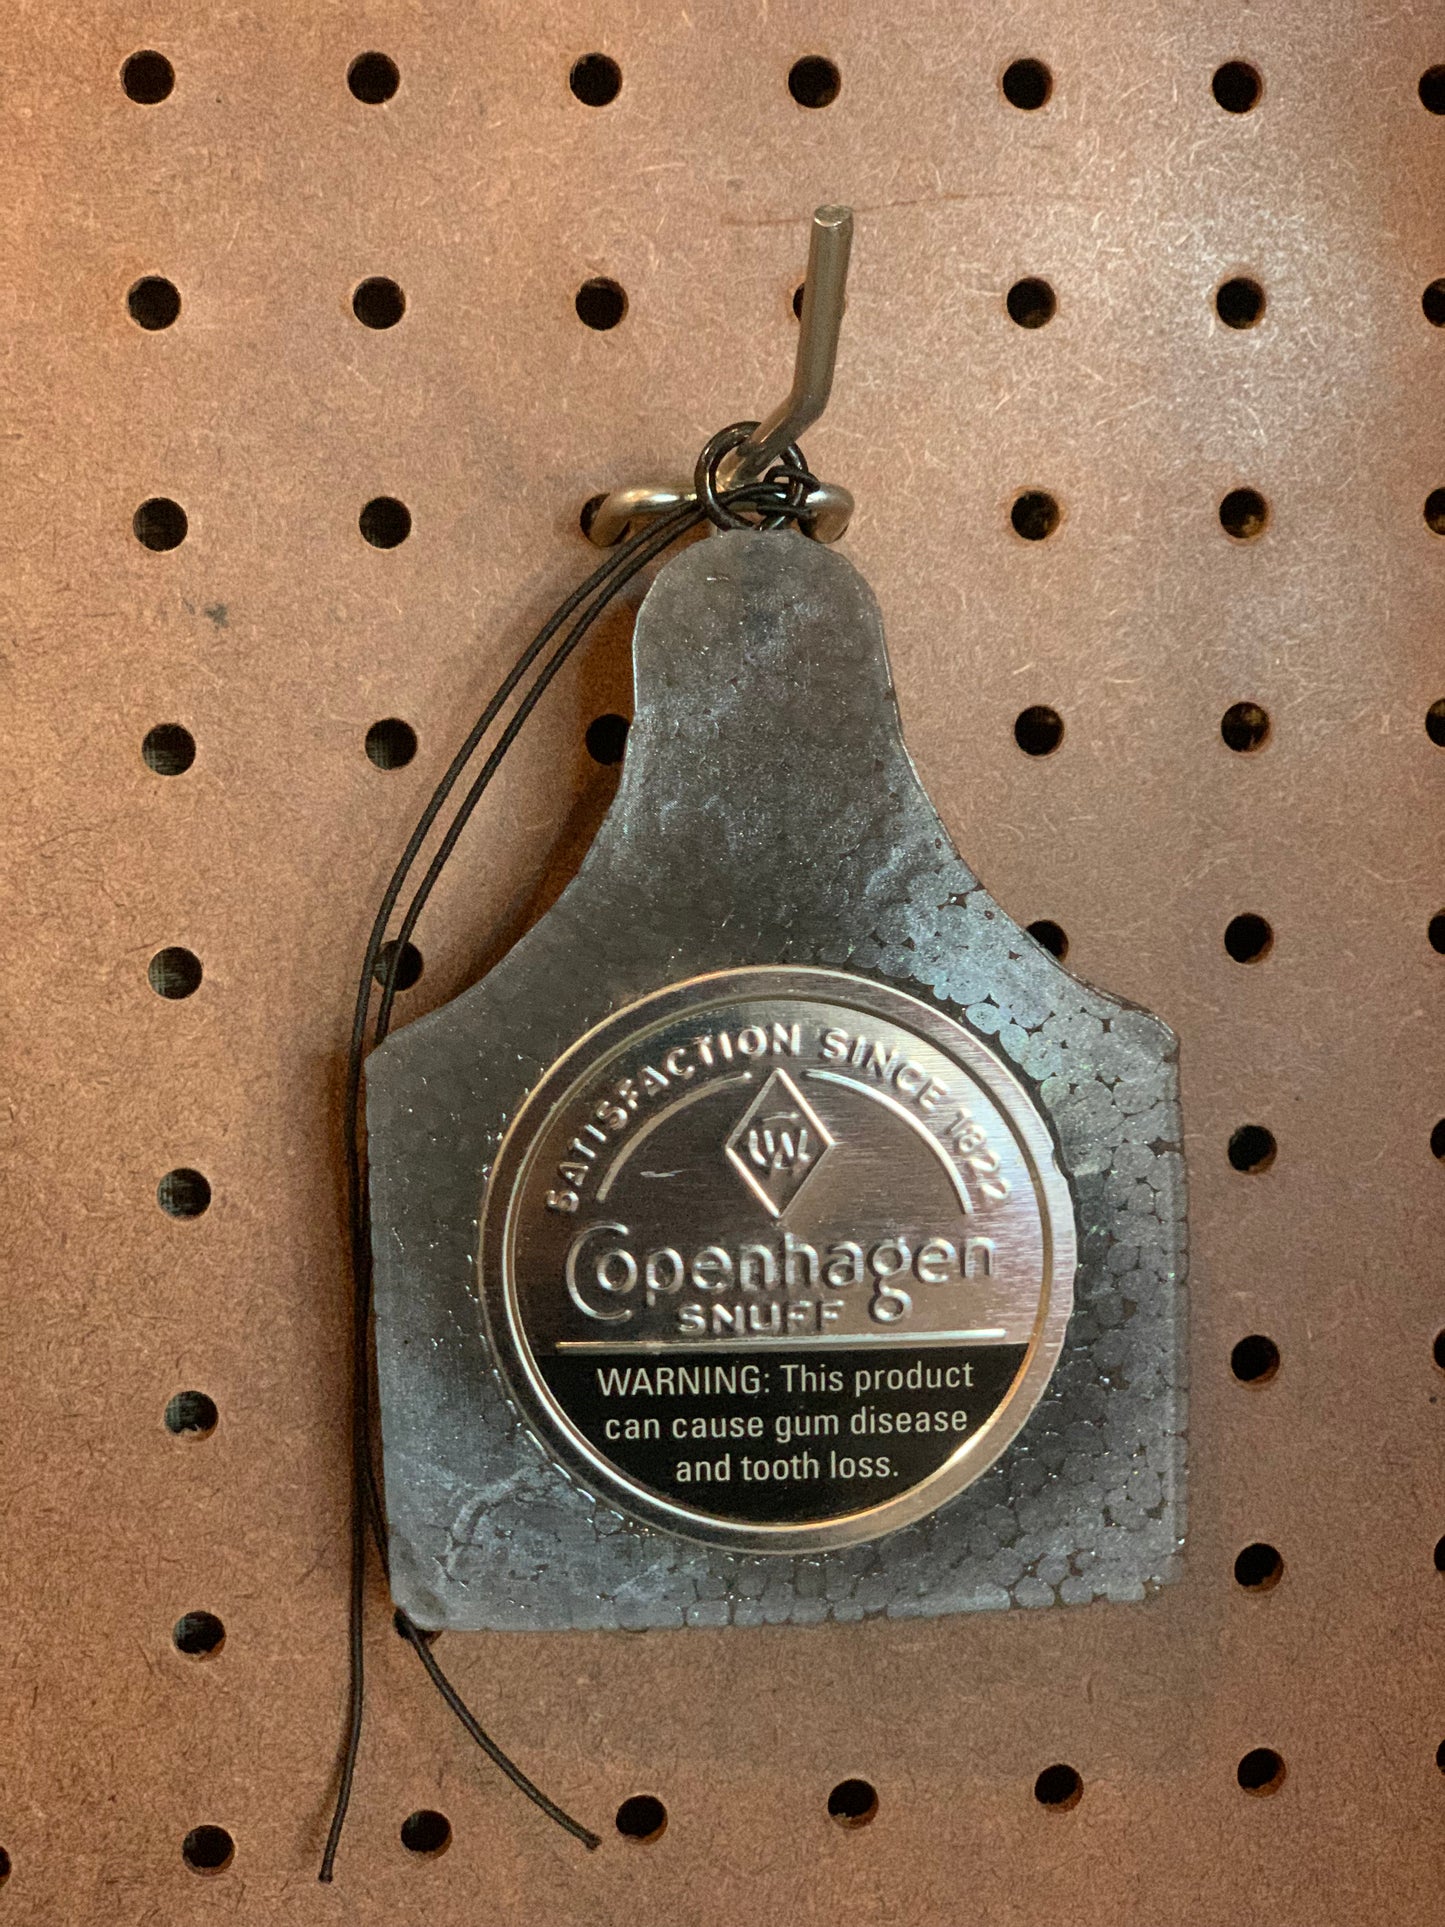 SATISFACTION SINCE 1822
W
Copenhagen
SNUFF
WARNING: This product
can cause gum disease
and tooth loss.